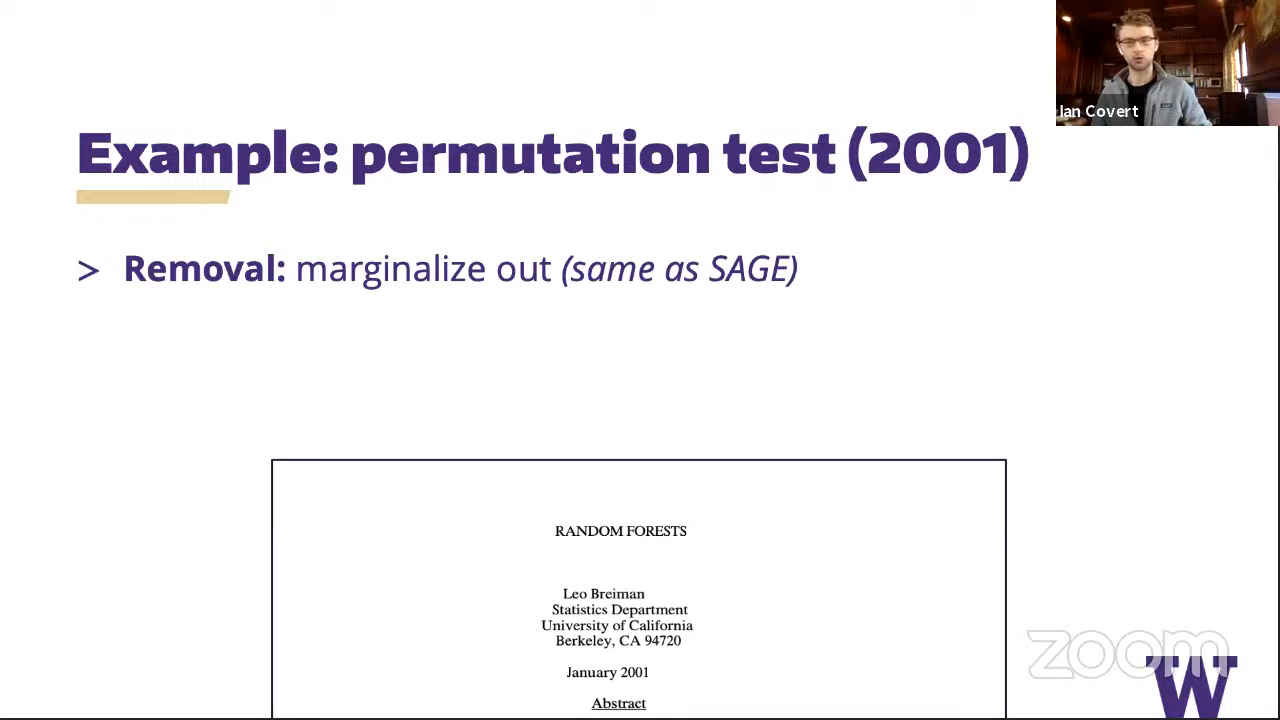 Ian Covert
Example: permutation test (2001)
> Removal: marginalize out (same as SAGE)
RANDOM FORESTS
Leo Breiman
Statistics Department
University of California
Berkeley, CA 94720
January 2001
Abstract
zoom
W